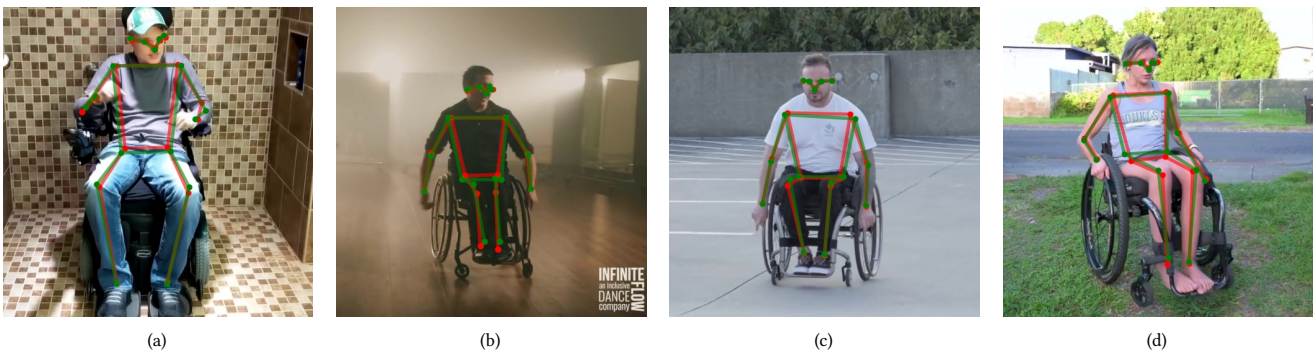 INFINITE
FLOW
an inclusive
DANCE
company
(a)
(b)
(c)
(d)